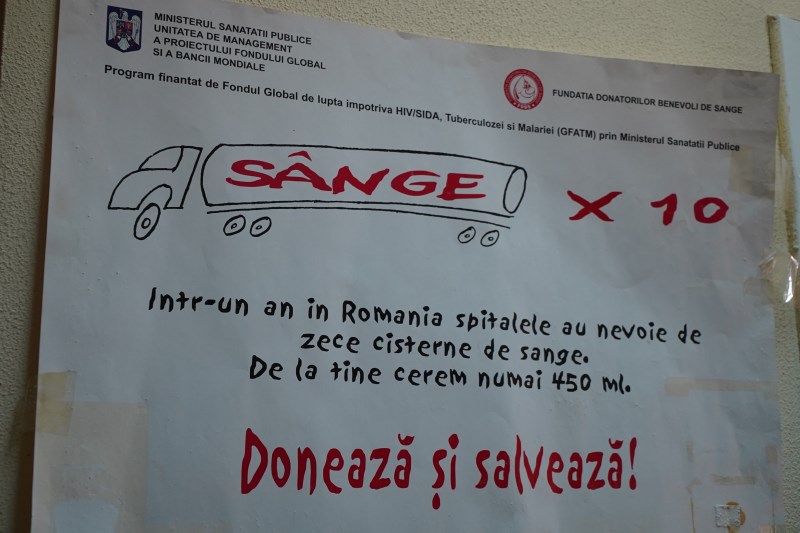 MINISTERUL SANATATII PUBLICE
UNITATEA DE MANAGEMENT
A PROIECTULUI FONDULUI GLOBAL
SI A BANCII MONDIALE
FUNDATIA DONATORILOR BENEVOLI DE SANGE
Program finantat de Fondul Global de lupta impotriva HIV/SIDA, Tuberculozei si Malariei (GFATM) prin Ministerul Sanatatii Publice
SÂNGE X 10
Intr-un an in Romania spitalele au nevoie de
zece cisterne de sange.
De la tine cerem numai 450 ml.
Donează și salvează!